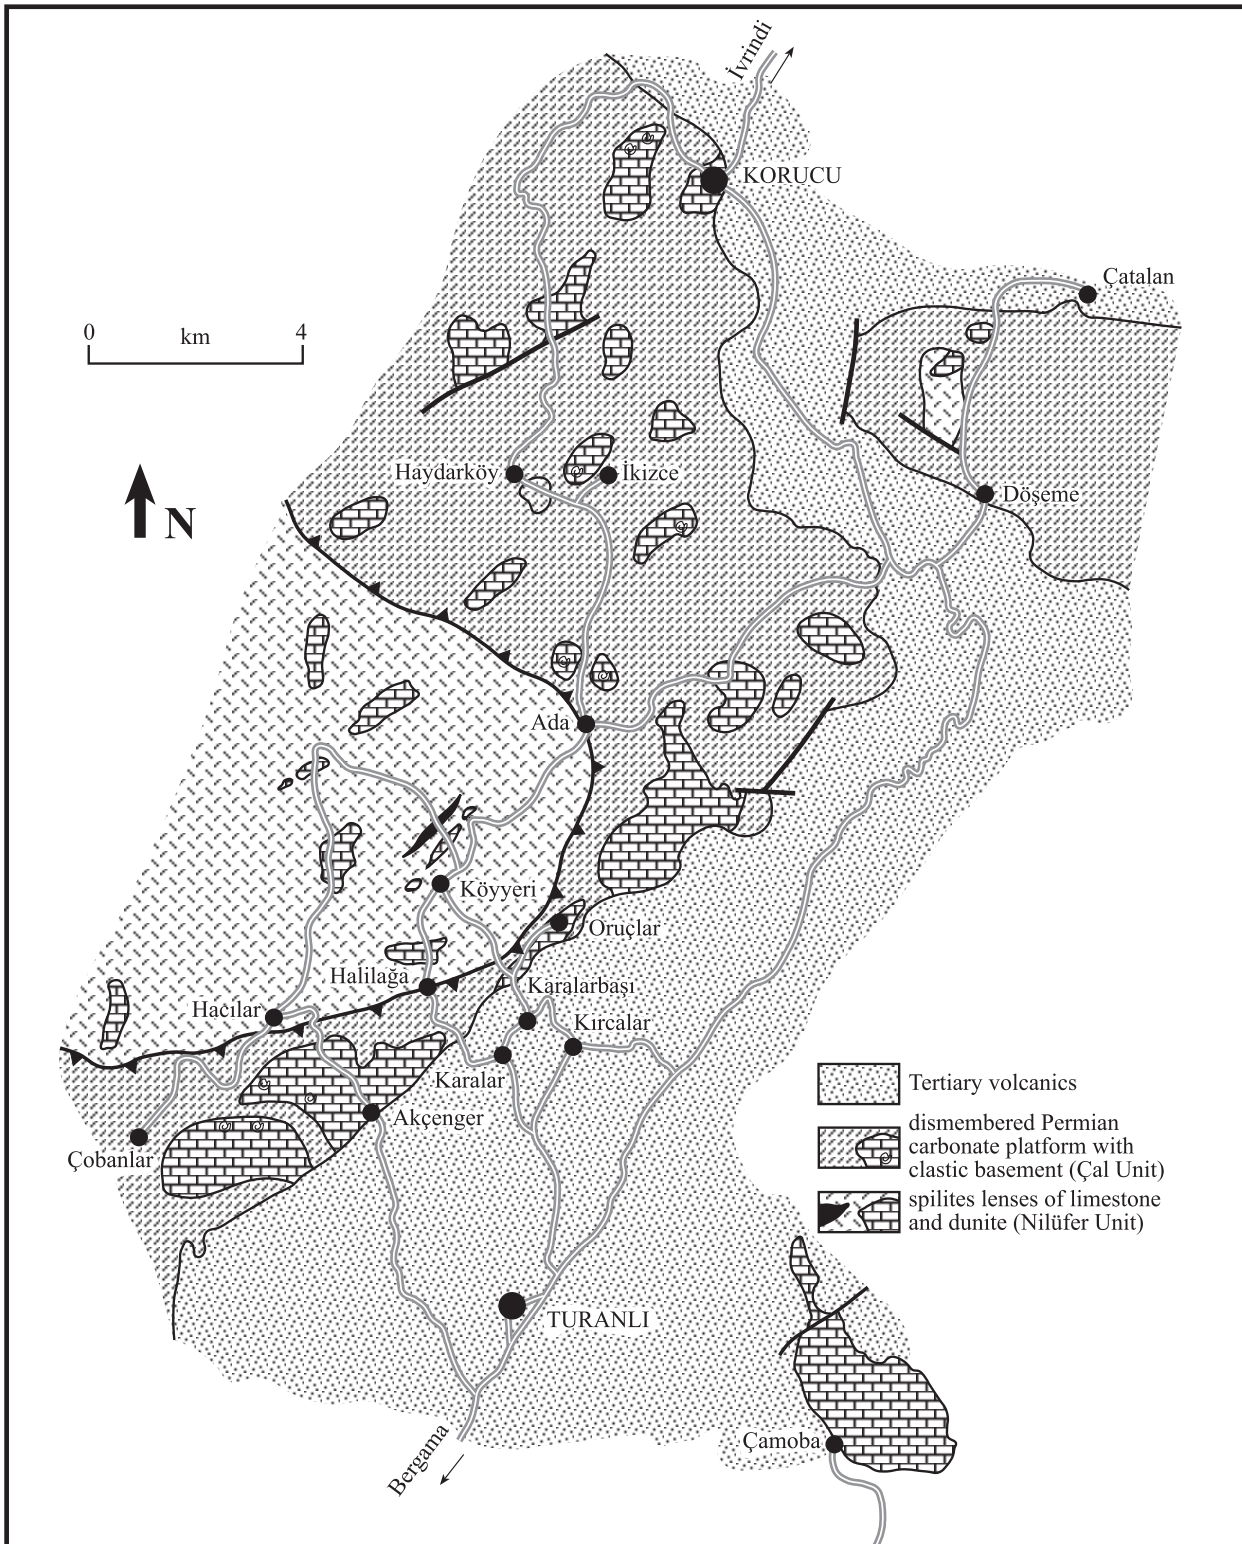 İvrindi
KORUCU
Çatalan
0 km 4
Haydarköy
İkizce
Döşeme
N
Ada
Köyyeri
Oruçlar
Halilağa
Karalarbaşı
Hacılar
Kırcalar
Karalar
Akçenger
Çobanlar
Tertiary volcanics
dismembered Permian
carbonate platform with
clastic basement (Çal Unit)
spilites lenses of limestone
and dunite (Nilüfer Unit)
TURANLI
Çamoba
Bergama